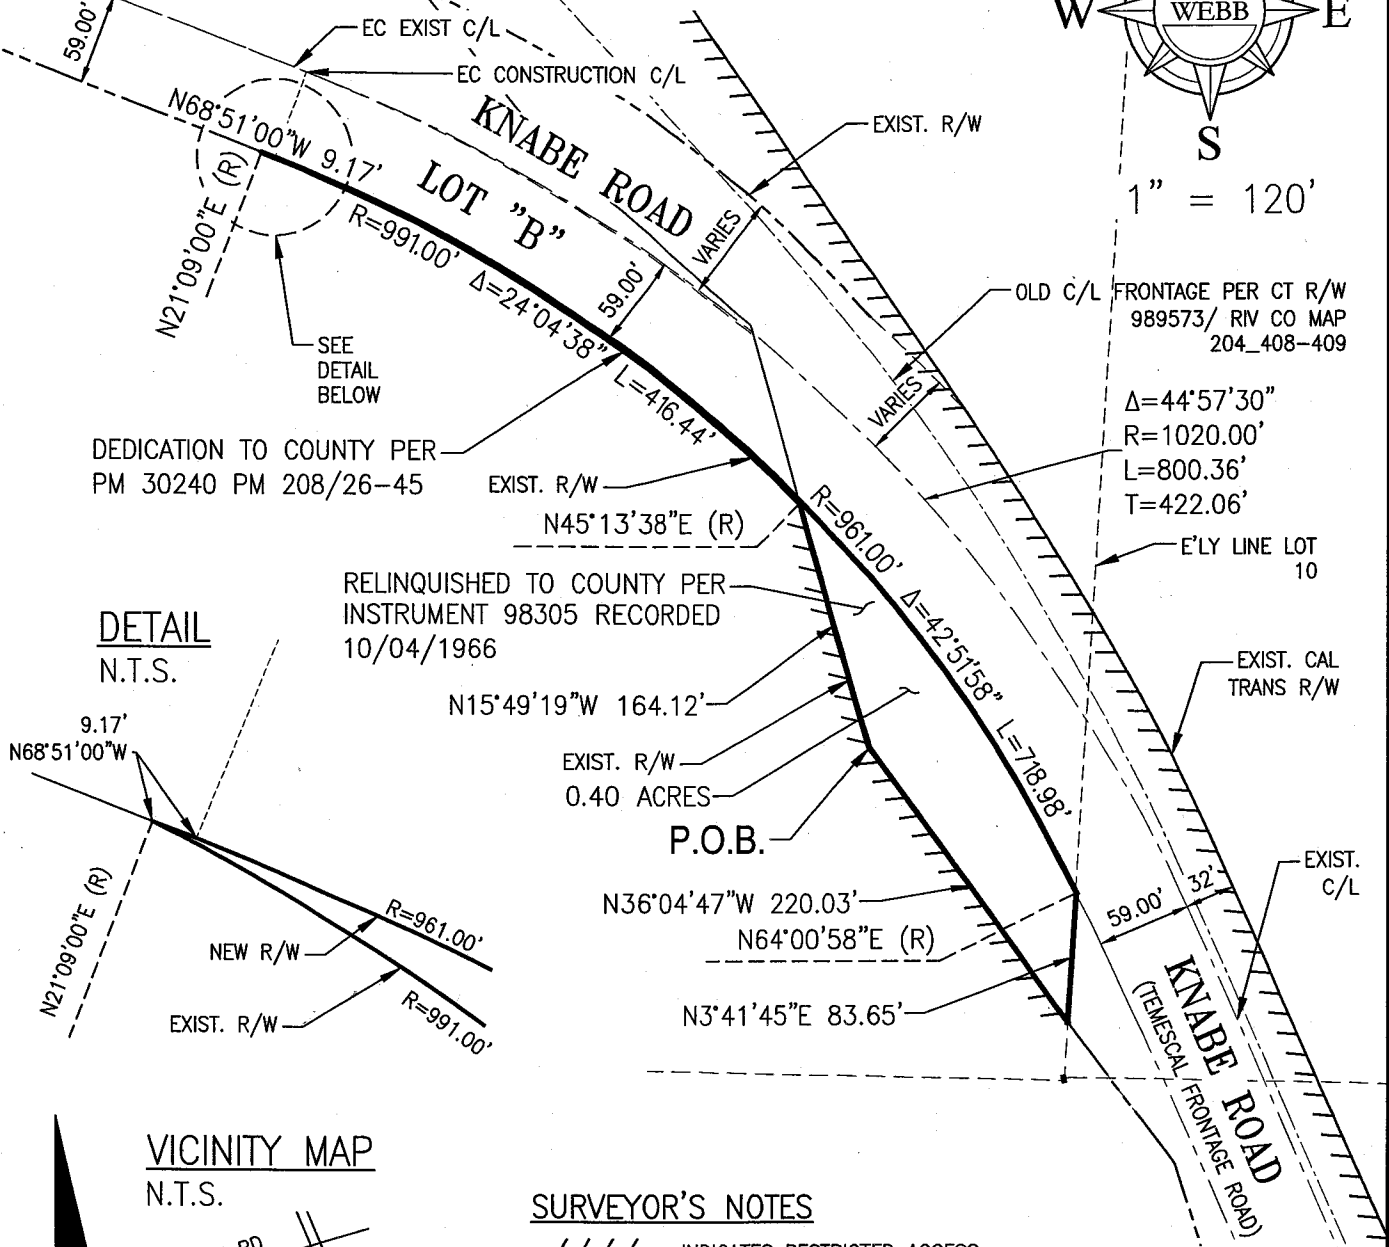 59.00'
EC EXIST C/L
EC CONSTRUCTION C/L
W
WEBB
E
S
1" = 120'
N68°51'00"W 9.17'
KNABE ROAD
LOT "B"
EXIST. R/W
VARIES
N21°09'00"E (R)
R=991.00' Δ=24°04'38" L=416.44'
59.00'
SEE
DETAIL
BELOW
OLD C/L FRONTAGE PER CT R/W
989573/ RIV CO MAP
204_408-409
VARIES
Δ=44°57'30"
R=1020.00'
L=800.36'
T=422.06'
DEDICATION TO COUNTY PER
PM 30240 PM 208/26-45
EXIST. R/W
N45°13'38"E (R)
R=961.00' Δ=42°51'58" L=718.98'
E'LY LINE LOT
10
RELINQUISHED TO COUNTY PER
INSTRUMENT 98305 RECORDED
10/04/1966
DETAIL
N.T.S.
EXIST. CAL
TRANS R/W
N15°49'19"W 164.12'
9.17'
N68°51'00"W
EXIST. R/W
0.40 ACRES
P.O.B.
EXIST.
C/L
32'
59.00'
N36°04'47"W 220.03'
N64°00'58"E (R)
N21°09'00"E (R)
R=961.00'
NEW R/W
EXIST. R/W
R=991.00'
N3°41'45"E 83.65'
KNABE ROAD
(TEMESCAL FRONTAGE ROAD)
VICINITY MAP
N.T.S.
RD
SURVEYOR'S NOTES
INDICATES RESTRICTED ACCESS